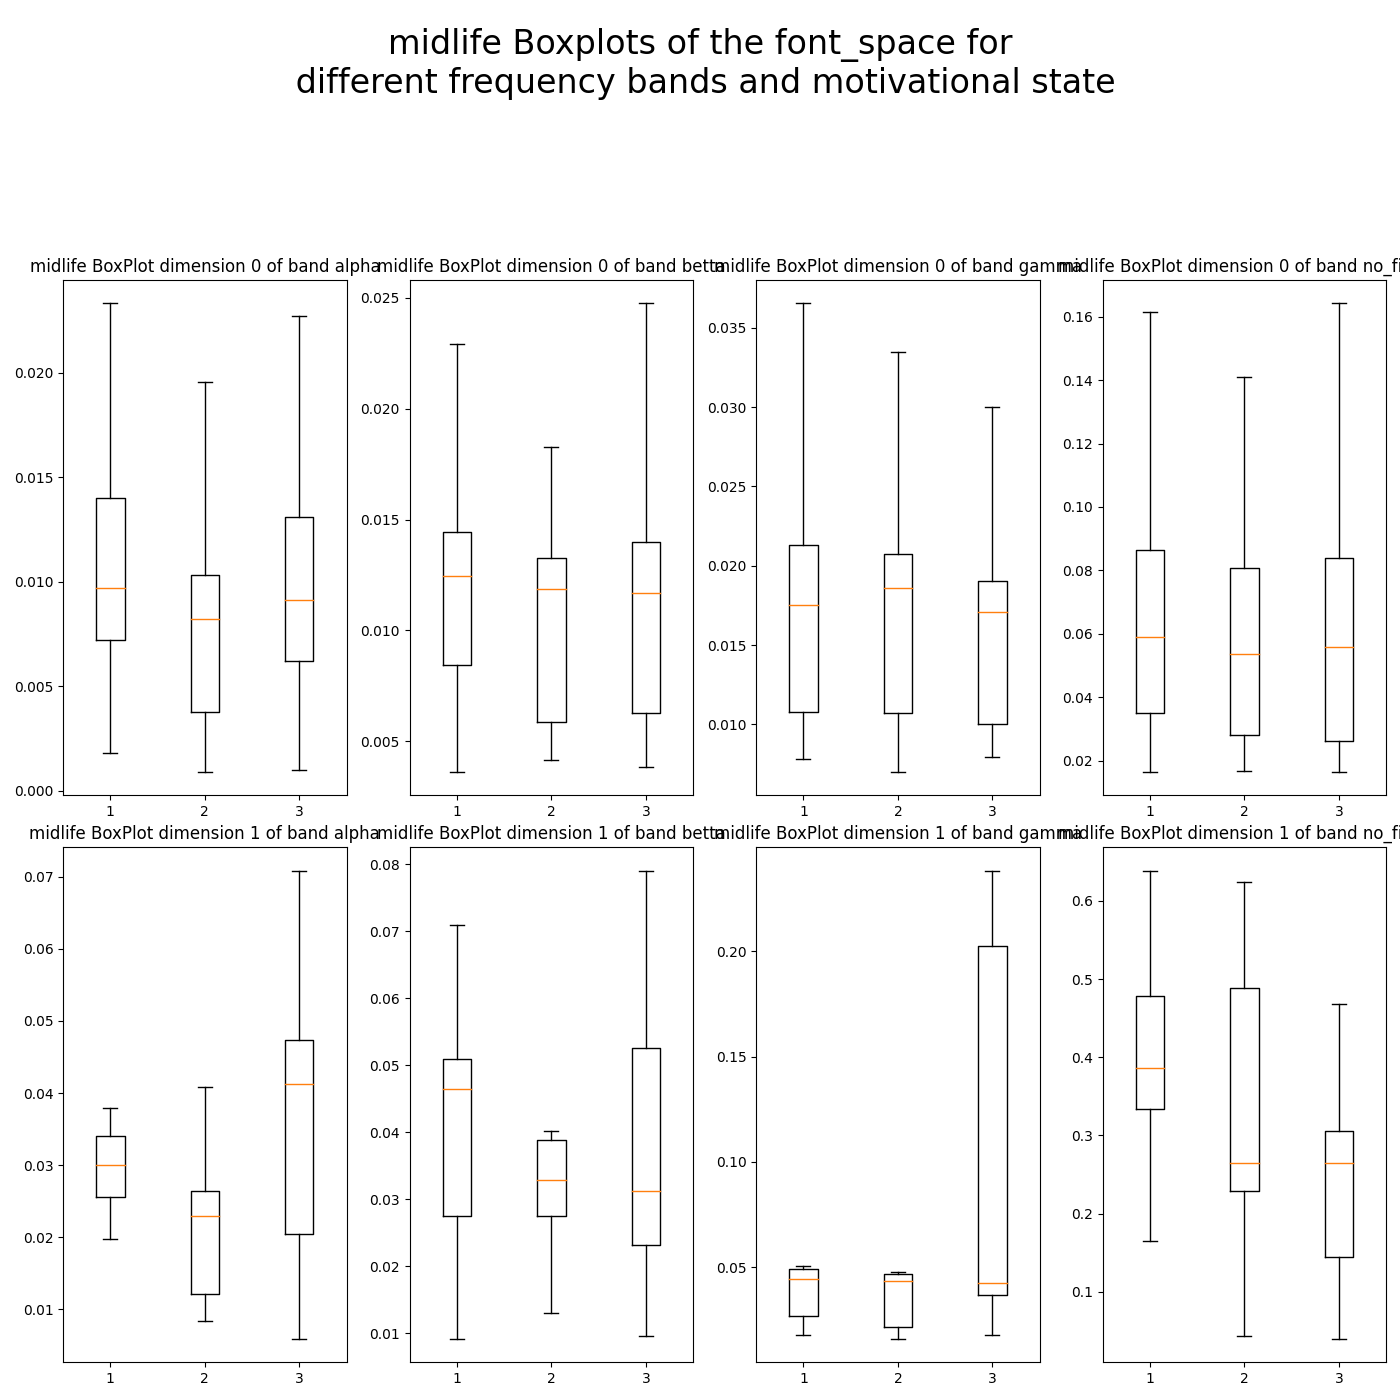 midlife Boxplots of the font_space for
different frequency bands and motivational state
midlife BoxPlot dimension 0 of band alpha
0.020
0.015
0.010
0.005
0.000
1 2 3
midlife BoxPlot dimension 0 of band betta
0.025
0.020
0.015
0.010
0.005
1 2 3
midlife BoxPlot dimension 0 of band gamma
0.035
0.030
0.025
0.020
0.015
0.010
1 2 3
midlife BoxPlot dimension 0 of band no_fi
0.16
0.14
0.12
0.10
0.08
0.06
0.04
0.02
1 2 3
midlife BoxPlot dimension 1 of band alpha
0.07
0.06
0.05
0.04
0.03
0.02
0.01
1 2 3
midlife BoxPlot dimension 1 of band betta
0.08
0.07
0.06
0.05
0.04
0.03
0.02
0.01
1 2 3
midlife BoxPlot dimension 1 of band gamma
0.20
0.15
0.10
0.05
1 2 3
midlife BoxPlot dimension 1 of band no_fi
0.6
0.5
0.4
0.3
0.2
0.1
1 2 3